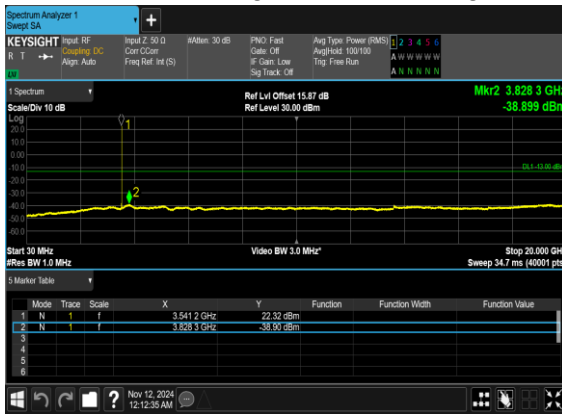 Spectrum Analyzer 1
Swept SA
KEYSIGHT Input: RF Input Z: 50 Ω #Atten: 30 dB PNO: Fast Avg Type: Power (RMS) 1 2 3 4 5 6
R T Coupling: DC Corr CCorr Gate: Off Avg|Hold: 100/100 A W W W W W
Align: Auto Freq Ref: Int (S) IF Gain: Low Trig: Free Run
Sig Track: Off A N N N N N
1 Spectrum Ref Lvl Offset 15.87 dB Mkr2 3.828 3 GHz
Scale/Div 10 dB Ref Level 30.00 dBm -38.899 dBm
Log
20.0
10.0
0.00
-10.0
-20.0
-30.0
-40.0
-50.0
-60.0
1
2
DL1 -13.00 dBm
Start 30 MHz Video BW 3.0 MHz* Stop 20.000 GHz
#Res BW 1.0 MHz Sweep 34.7 ms (40001 pts)
5 Marker Table
Mode Trace Scale X Y Function Function Width Function Value
1 N 1 f 3.541 2 GHz 22.32 dBm
2 N 1 f 3.828 3 GHz -38.90 dBm
3
4
5
6
? Nov 12, 2024
12:12:35 AM